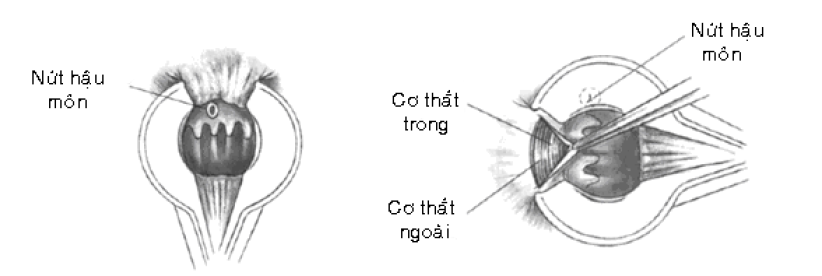 Nứt hậu
môn
Cơ thắt
trong
Cơ thắt
ngoài
Nứt hậu
môn